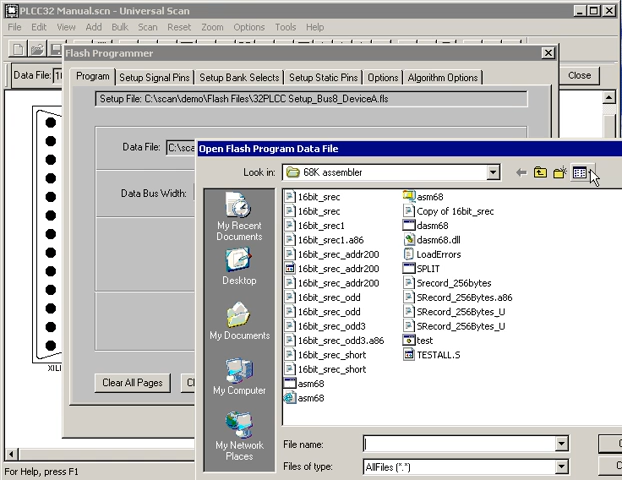 PLCC32 Manual.scn - Universal Scan
File Edit View Add Bulk Scan Reset Zoom Options Tools Help
Flash Programmer
Data File:
Close
Program Setup Signal Pins Setup Bank Selects Setup Static Pins Options Algorithm Options
Setup File: C:\scan\demo\Flash Files\32PLCC Setup_Bus8_DeviceA.fls
Data File: C:\sca
Open Flash Program Data File
Look in: 68K assembler
Data Bus Width:
My Recent
Documents
Desktop
My Documents
My Computer
My Network
Places
16bit_srec
16bit_srec
16bit_srec1
16bit_srec1.a86
16bit_srec_addr200
16bit_srec_addr200
16bit_srec_addr200
16bit_srec_odd
16bit_srec_odd
16bit_srec_odd3
16bit_srec_odd3.a86
16bit_srec_short
16bit_srec_short
asm68
asm68
asm68
Copy of 16bit_srec
dasm68
dasm68.dll
LoadErrors
SPLIT
Srecord_256bytes
SRecord_256Bytes.a86
SRecord_256Bytes_U
SRecord_256Bytes_U
test
TESTALL.S
XILI
Clear All Pages
File name:
Files of type: AllFiles (*.*)
For Help, press F1